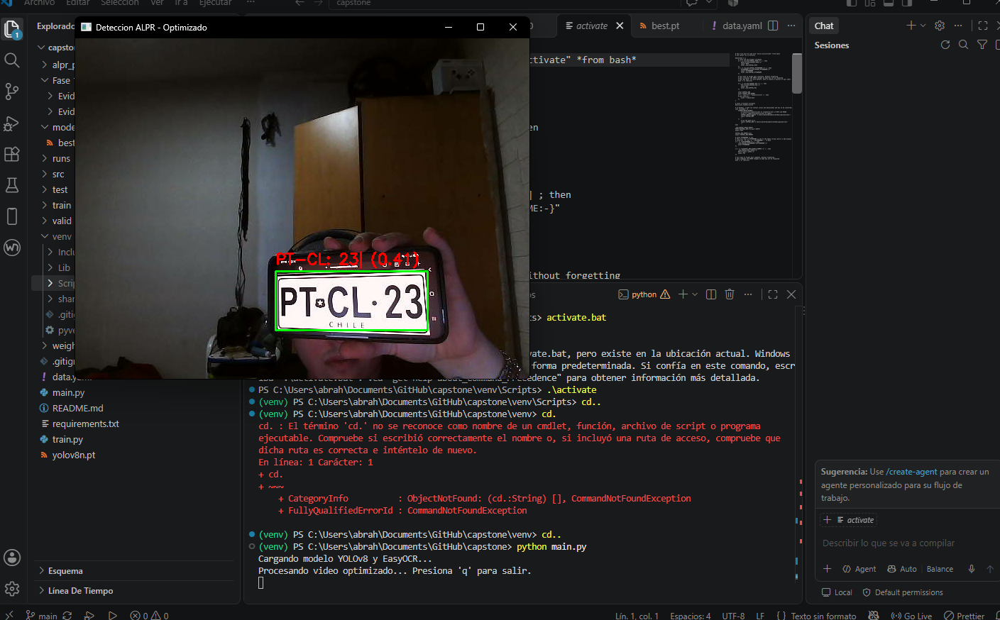 Archivo Editar Selección Ver Ir a Ejecutar ···
capstone
Explorado
1
Deteccion ALPR - Optimizado
activate
best.pt
! data.yaml
Chat
Sesiones
capsto
alpr_p
Fase
Evid
Evid
mode
best
runs
src
test
train
valid
venv
Inclu
Lib
Scrip
shar
.gitig
pyve
weigh
.gitign
! data.yaml
main.py
README.md
requirements.txt
train.py
yolov8n.pt
Esquema
Línea De Tiempo
ctivate" *from bash*
en
] ; then
ME:-}"
ithout forgetting
PT-CL: 23| (0.41)
PT CL·23
CHILE
os
python
ts> activate.bat
vate.bat, pero existe en la ubicación actual. Windows
forma predeterminada. Si confía en este comando, escr
para obtener información más detallada.
PS C:\Users\abrah\Documents\GitHub\capstone\venv\Scripts> .\activate
(venv) PS C:\Users\abrah\Documents\GitHub\capstone\venv\Scripts> cd..
(venv) PS C:\Users\abrah\Documents\GitHub\capstone\venv> cd.
cd. : El término 'cd.' no se reconoce como nombre de un cmdlet, función, archivo de script o programa
ejecutable. Compruebe si escribió correctamente el nombre o, si incluyó una ruta de acceso, compruebe que
dicha ruta es correcta e inténtelo de nuevo.
En línea: 1 Carácter: 1
+ cd.
+ ~~~
+ CategoryInfo : ObjectNotFound: (cd.:String) [], CommandNotFoundException
+ FullyQualifiedErrorId : CommandNotFoundException
(venv) PS C:\Users\abrah\Documents\GitHub\capstone\venv> cd..
(venv) PS C:\Users\abrah\Documents\GitHub\capstone> python main.py
Cargando modelo YOLOv8 y EasyOCR...
Procesando video optimizado... Presiona 'q' para salir.
Sugerencia: Use /create-agent para crear un
agente personalizado para su flujo de
trabajo.
activate
Describir lo que se va a compilar
Agent Auto Balance
Local Default permissions
main 0 0 Lín. 1, col. 1 Espacios: 4 UTF-8 LF { } Texto sin formato Go Live Prettier